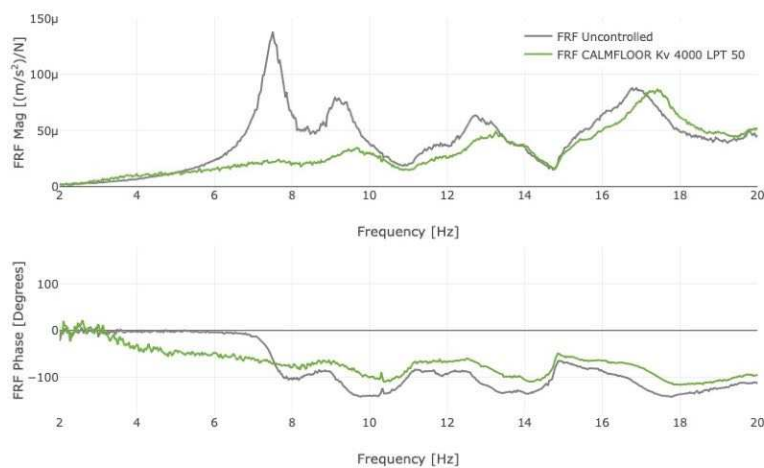 150μ
FRF Uncontrolled
FRF CALMFLOOR Kv 4000 LPT 50
100μ
50μ
0
FRF Mag [(m/s²)/N]
2 4 6 8 10 12 14 16 18 20
Frequency [Hz]
100
0
−100
FRF Phase [Degrees]
2 4 6 8 10 12 14 16 18 20
Frequency [Hz]